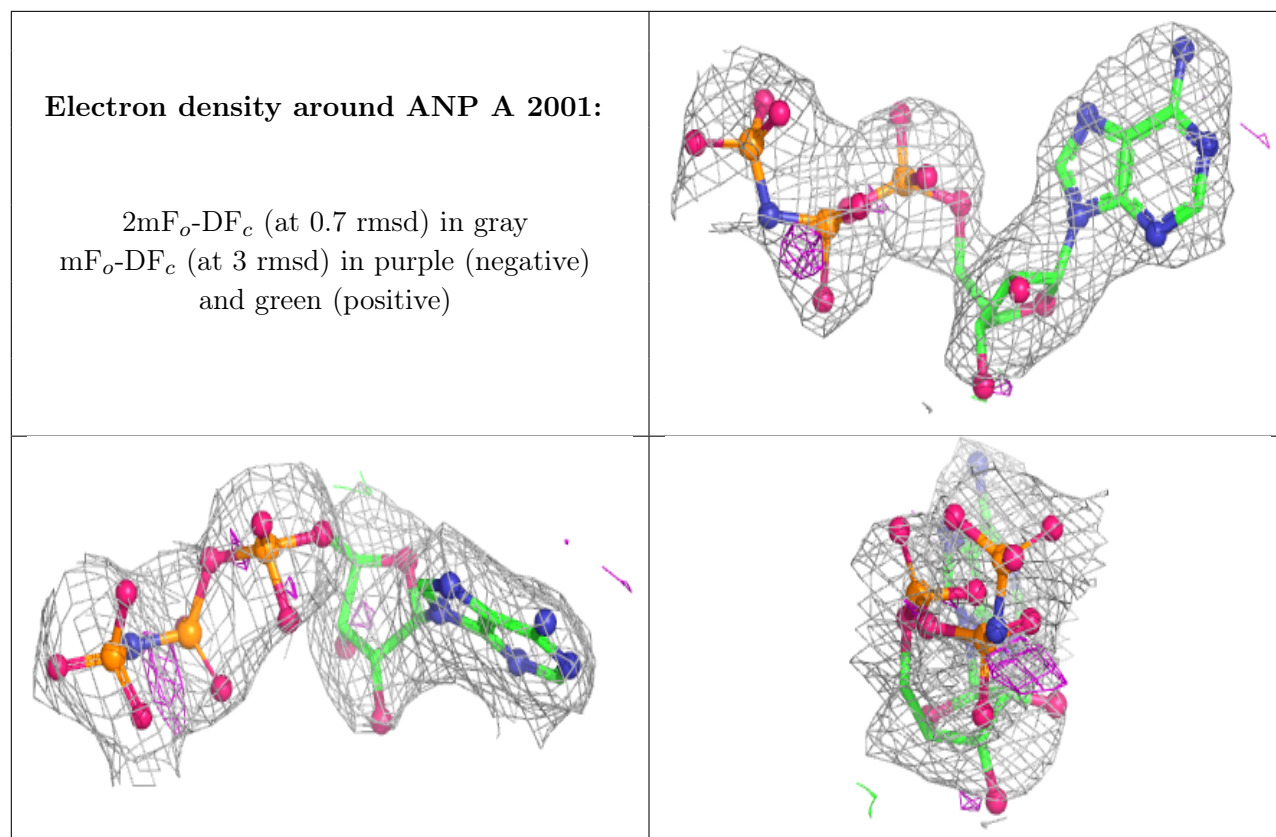 Electron density around ANP A 2001:
2mFₒ-DF𝒸 (at 0.7 rmsd) in gray
mFₒ-DF𝒸 (at 3 rmsd) in purple (negative)
and green (positive)